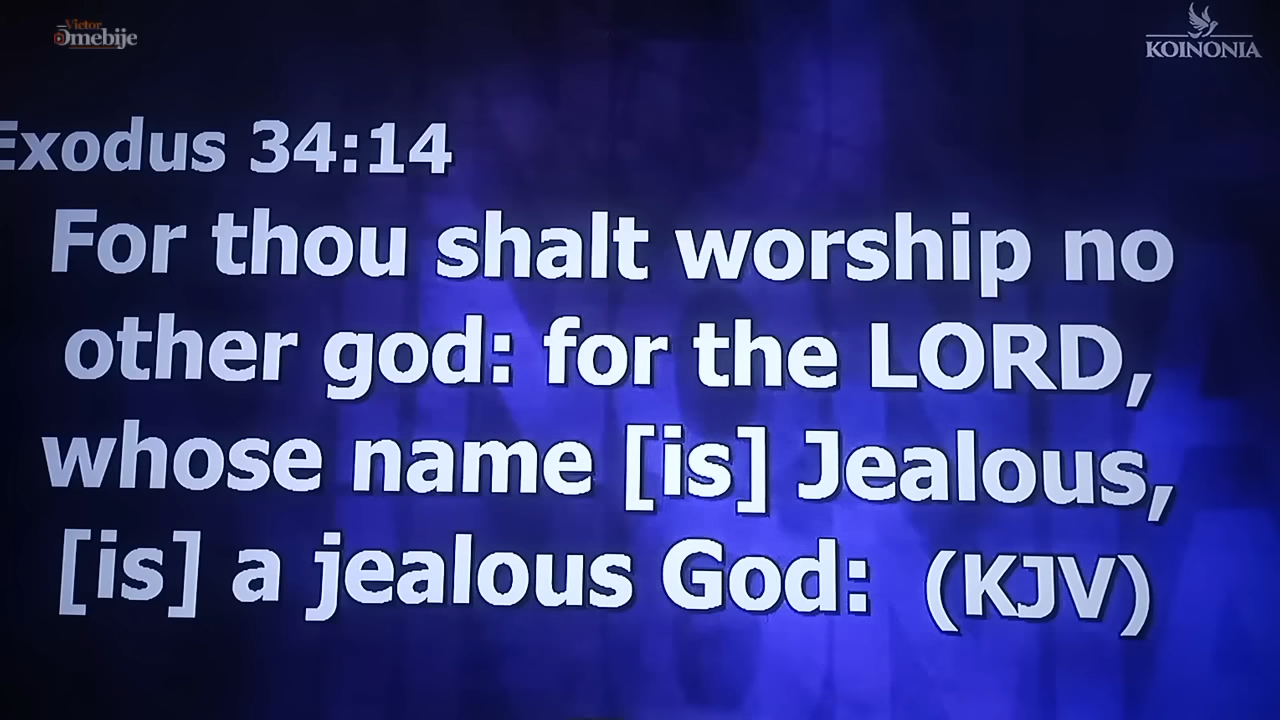 Victor
Omebije
KOINONIA
Exodus 34:14
For thou shalt worship no
other god: for the LORD,
whose name [is] Jealous,
[is] a jealous God: (KJV)